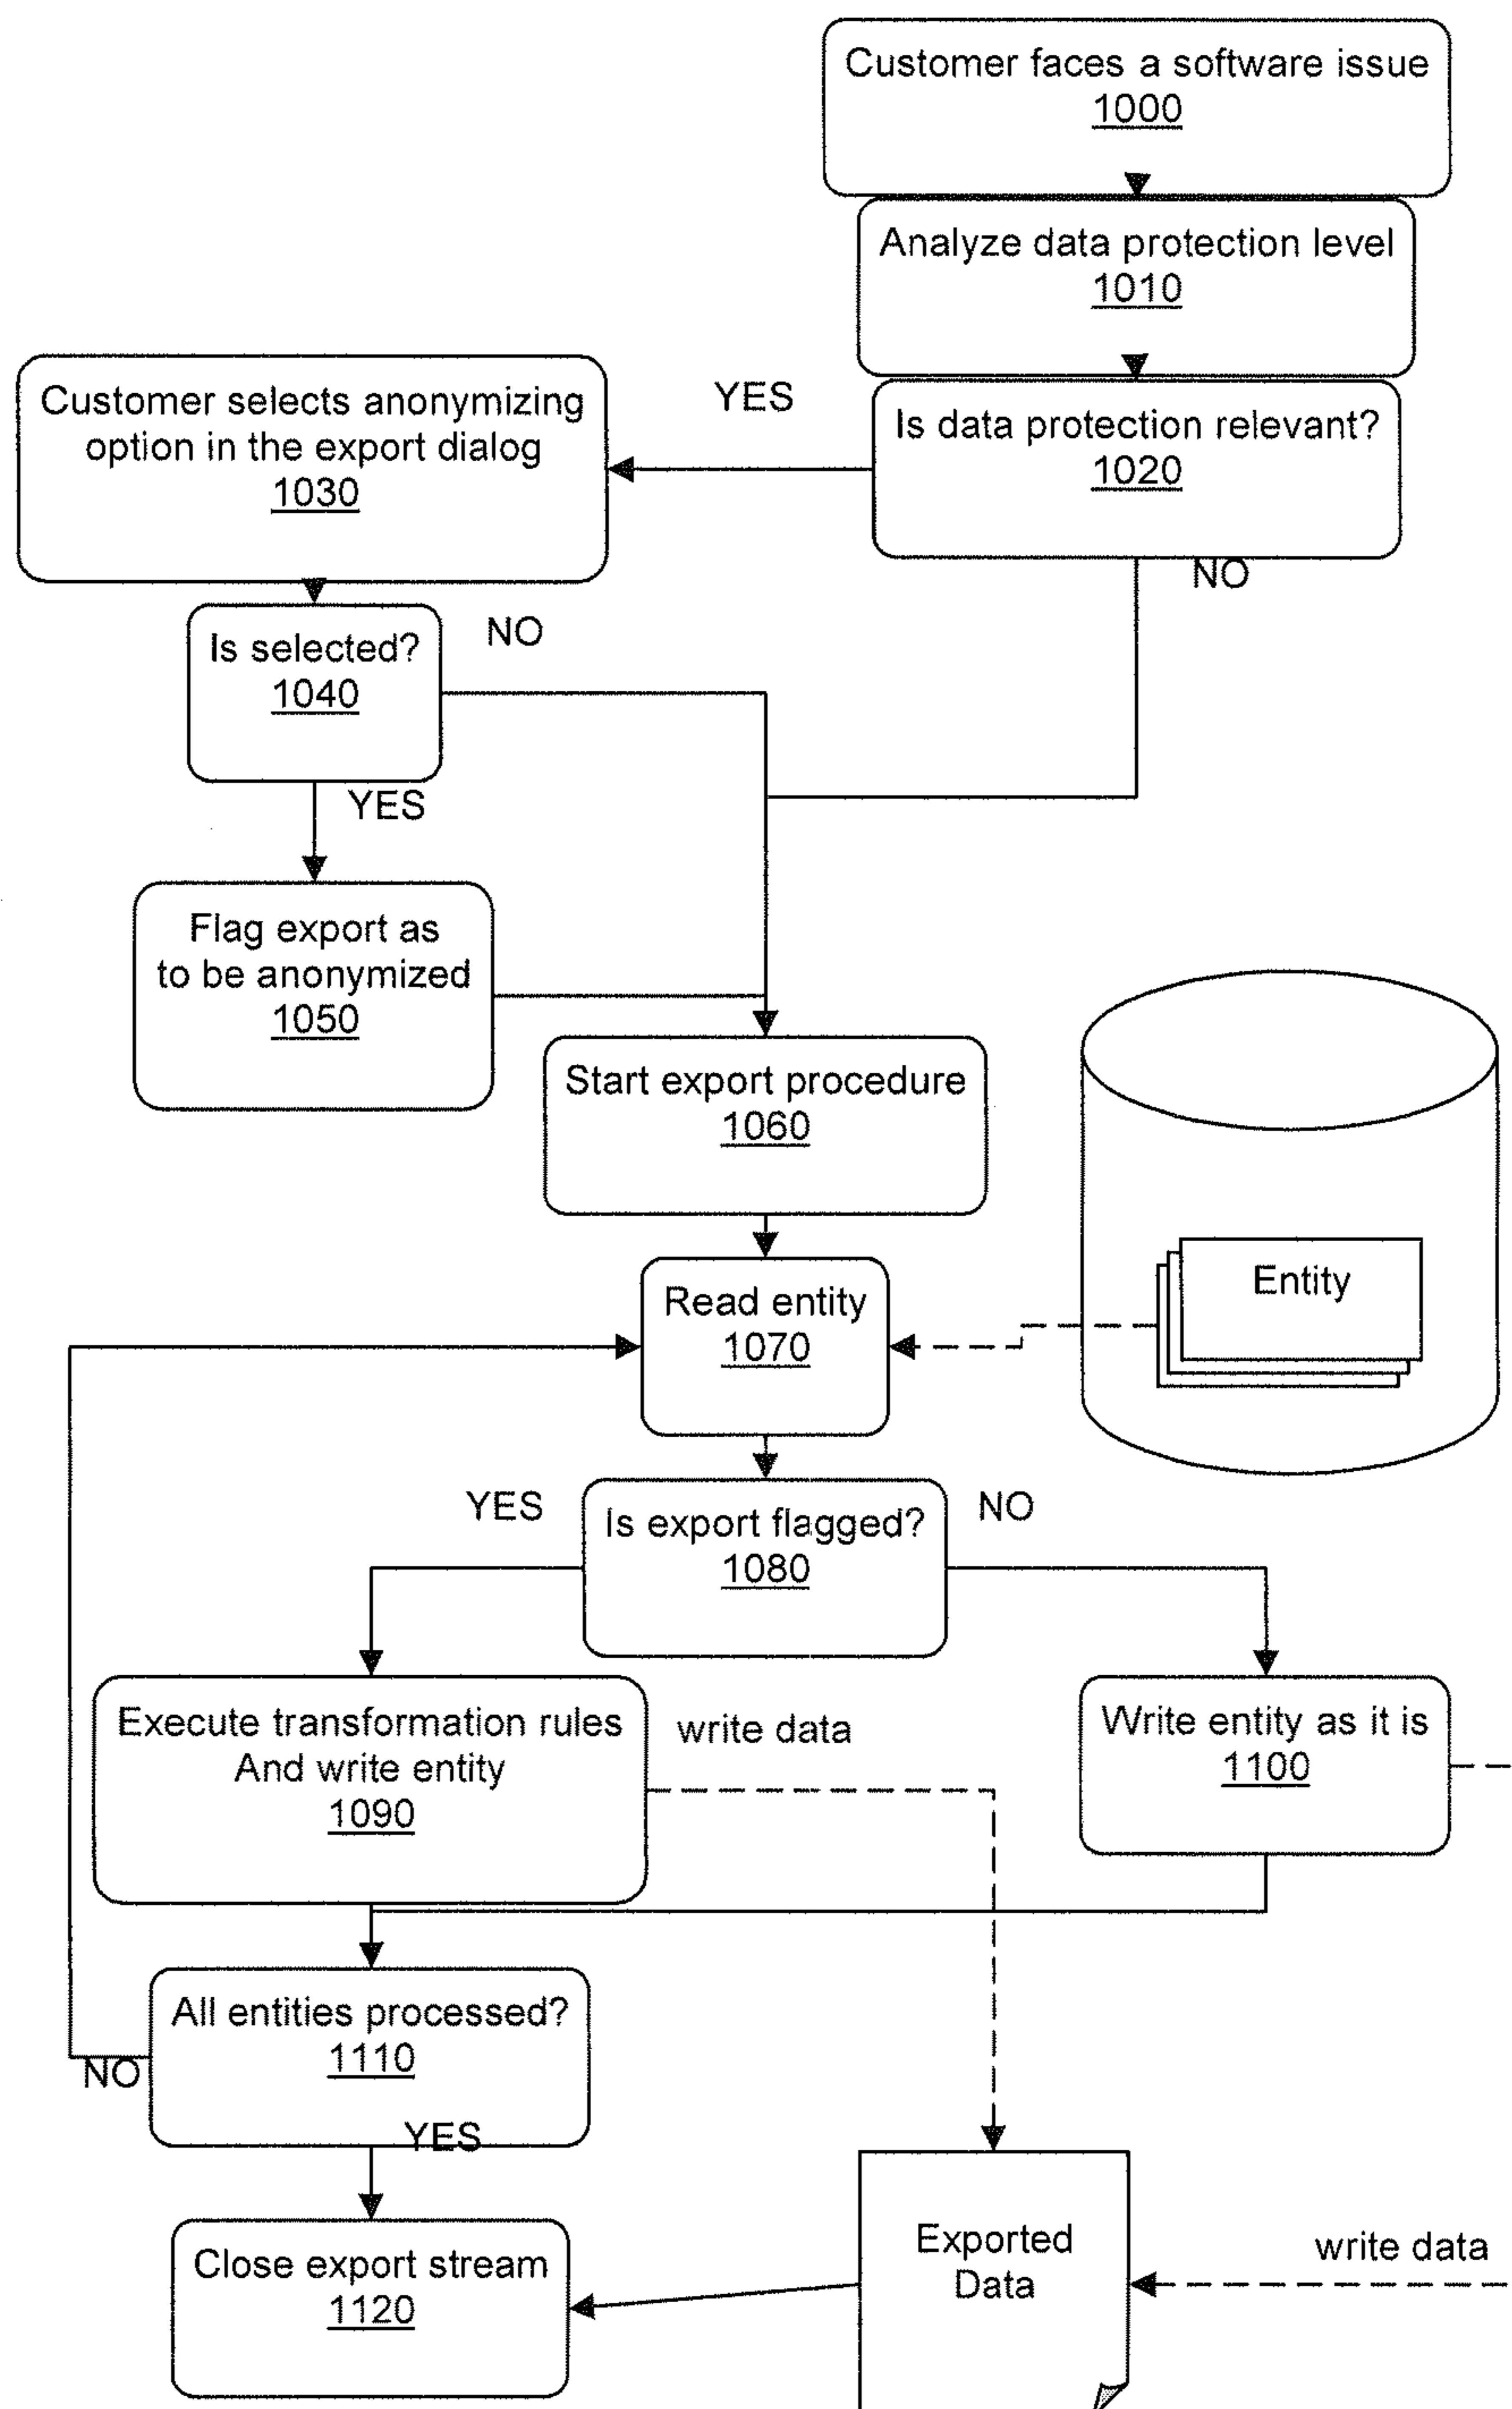 Customer faces a software issue
1000
Analyze data protection level
1010
Customer selects anonymizing
option in the export dialog
1030
YES
Is data protection relevant?
1020
NO
Is selected?
1040
NO
YES
Flag export as
to be anonymized
1050
Start export procedure
1060
Entity
Read entity
1070
YES
Is export flagged?
1080
NO
Execute transformation rules
And write entity
1090
write data
Write entity as it is
1100
All entities processed?
1110
NO
YES
Close export stream
1120
Exported
Data
write data